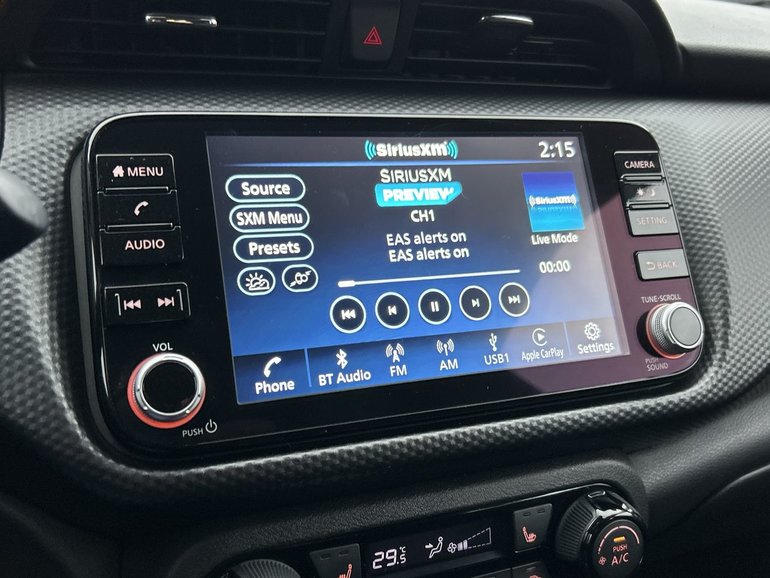 SiriusXM 2:15
MENU
AUDIO
VOL
PUSH
Source
SXM Menu
Presets
SIRIUSXM
PREVIEW
CH1
EAS alerts on
EAS alerts on
SiriusXM
Live Mode
00:00
Phone
BT Audio
FM
AM
USB1
Apple CarPlay
Settings
CAMERA
SETTING
BACK
TUNE/SCROLL
PUSH
SOUND
29.5°C
PUSH
A/C